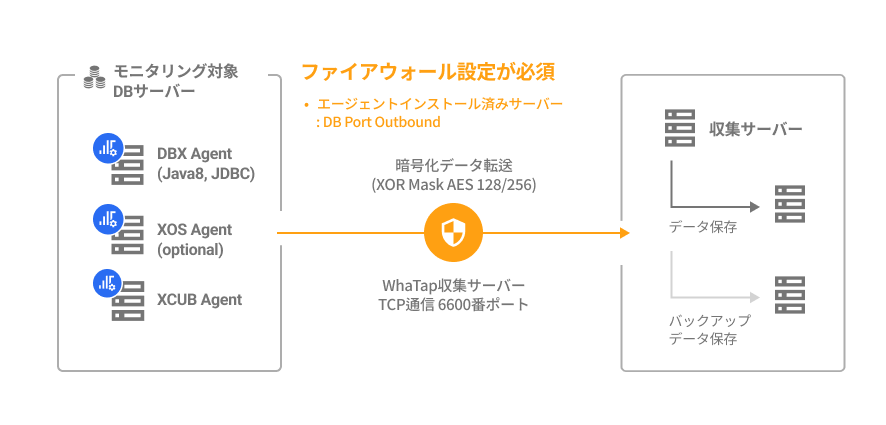 モニタリング対象
DBサーバー
DBX Agent
(Java8, JDBC)
XOS Agent
(optional)
XCUB Agent
ファイアウォール設定が必須
• エージェントインストール済みサーバー
: DB Port Outbound
暗号化データ転送
(XOR Mask AES 128/256)
WhaTap収集サーバー
TCP通信 6600番ポート
収集サーバー
データ保存
バックアップ
データ保存